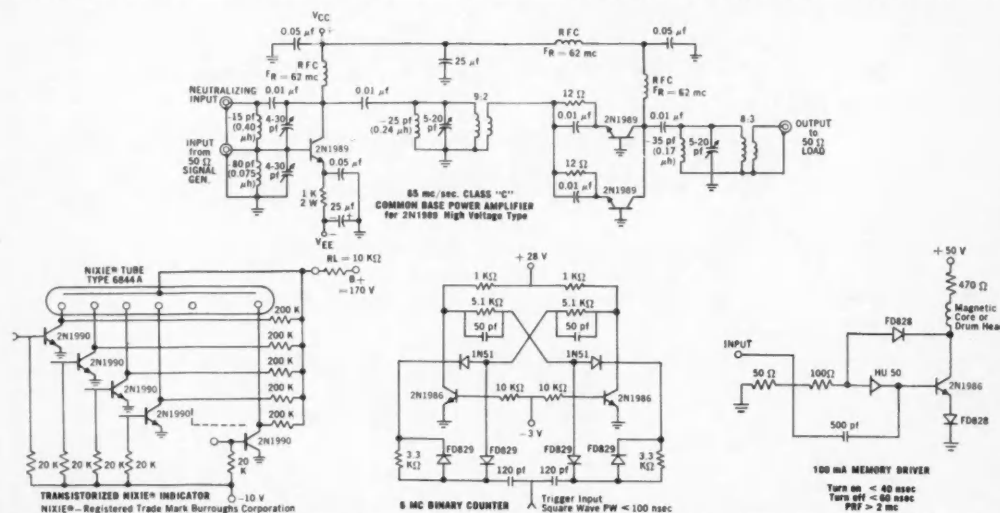 V_CC
+
0.05 µf
RFC
F_R = 62 mc
25 µf
RFC
F_R = 62 mc
0.05 µf
RFC
F_R = 62 mc
NEUTRALIZING
INPUT
0.01 µf
-15 pf
(0.40
µh)
4-30
pf
INPUT
from
50 Ω
SIGNAL
GEN.
-80 pf
(0.075
µh)
4-30
pf
2N1989
0.05 µf
1 K
2 W
25 µf
+
V_EE
0.01 µf
-25 pf
(0.24 µh)
5-20
pf
9:2
12 Ω
0.01 µf
2N1989
12 Ω
0.01 µf
2N1989
0.01 µf
-35 pf
(0.17
µh)
5-20
pf
8:3
OUTPUT
to
50 Ω
LOAD
65 mc/sec. CLASS "C"
COMMON BASE POWER AMPLIFIER
for 2N1989 High Voltage Type
NIXIE® TUBE
TYPE 6844A
RL = 10 KΩ
B+
=170 V
200 K
200 K
200 K
200 K
200 K
2N1990
2N1990
2N1990
2N1990
2N1990
20 K
20 K
20 K
20 K
20
K
-10 V
TRANSISTORIZED NIXIE® INDICATOR
NIXIE® — Registered Trade Mark Burroughs Corporation
+ 28 V
1 KΩ
1 KΩ
5.1 KΩ
5.1 KΩ
50 pf
50 pf
1N51
1N51
2N1986
10 KΩ
10 KΩ
2N1986
-3 V
3.3
KΩ
FD829
FD829
FD829
FD829
3.3
KΩ
120 pf
120 pf
5 MC BINARY COUNTER
Trigger Input
Square Wave PW < 100 nsec
+50 V
470 Ω
Magnetic
Core or
Drum Head
FD828
INPUT
50 Ω
100Ω
HU 50
2N1986
500 pf
FD828
100 mA MEMORY DRIVER
Turn on < 40 nsec
Turn off < 60 nsec
PRF > 2 mc